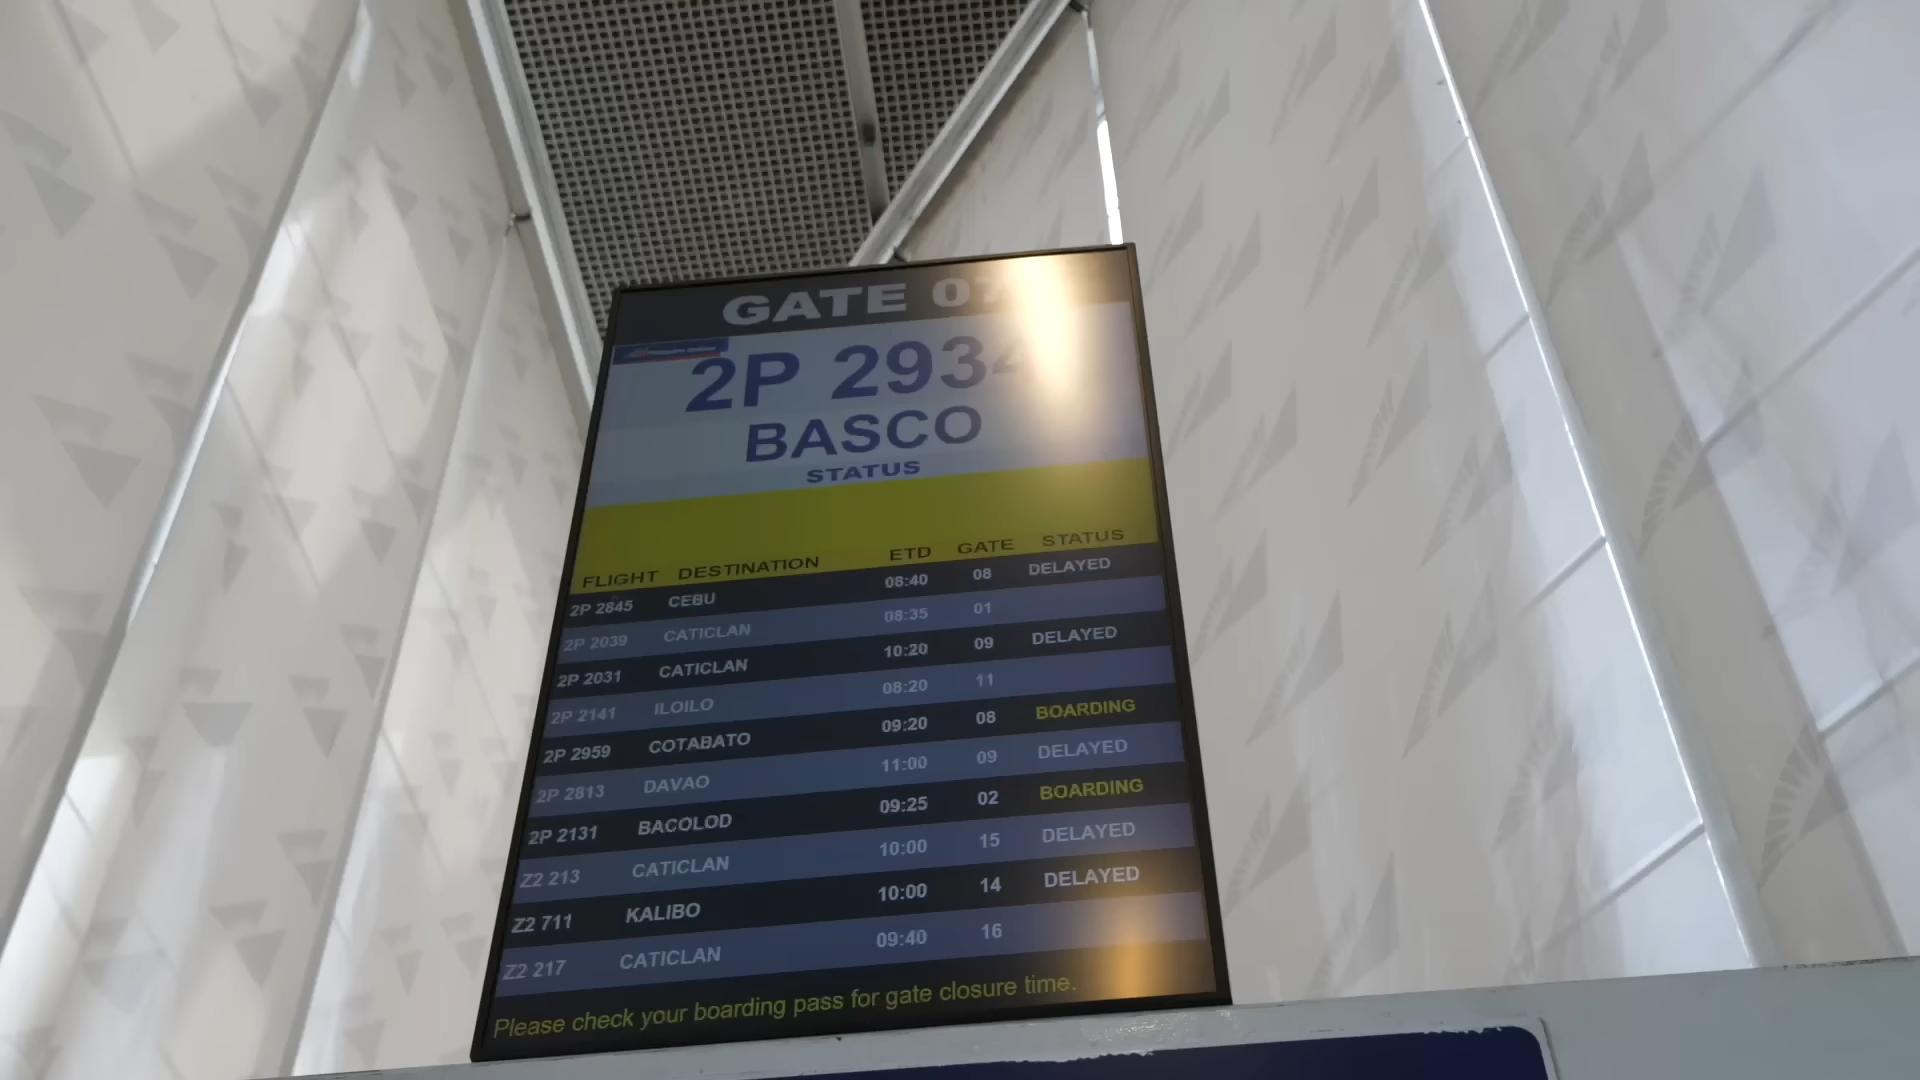 GATE 07
2P 2934
BASCO
STATUS
FLIGHT DESTINATION ETD GATE STATUS
2P 2845 CEBU 08:40 08 DELAYED
2P 2039 CATICLAN 08:35 01
2P 2031 CATICLAN 10:20 09 DELAYED
2P 2141 ILOILO 08:20 11
2P 2959 COTABATO 09:20 08 BOARDING
2P 2813 DAVAO 11:00 09 DELAYED
2P 2131 BACOLOD 09:25 02 BOARDING
Z2 213 CATICLAN 10:00 15 DELAYED
Z2 711 KALIBO 10:00 14 DELAYED
Z2 217 CATICLAN 09:40 16
Please check your boarding pass for gate closure time.